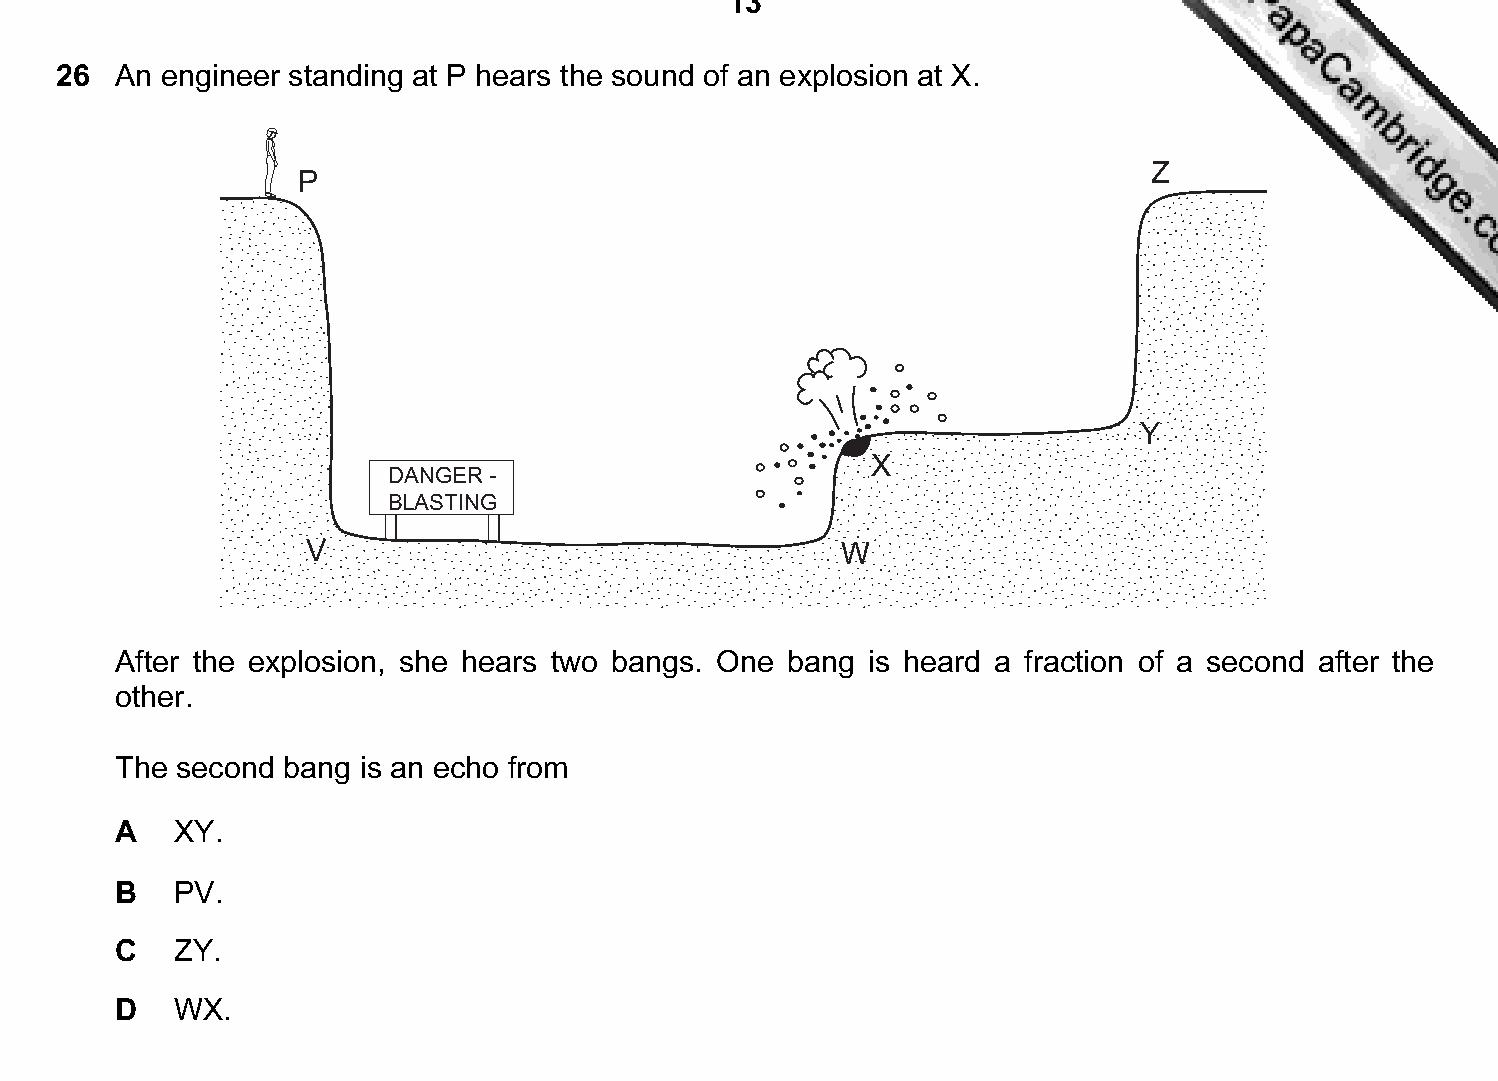 13
26 An engineer standing at P hears the sound of an explosion at X.
P
Z
Y
X
DANGER -
BLASTING
V
W
After the explosion, she hears two bangs. One bang is heard a fraction of a second after the
other.
The second bang is an echo from
A XY.
B PV.
C ZY.
D WX.
apaCambridge.c